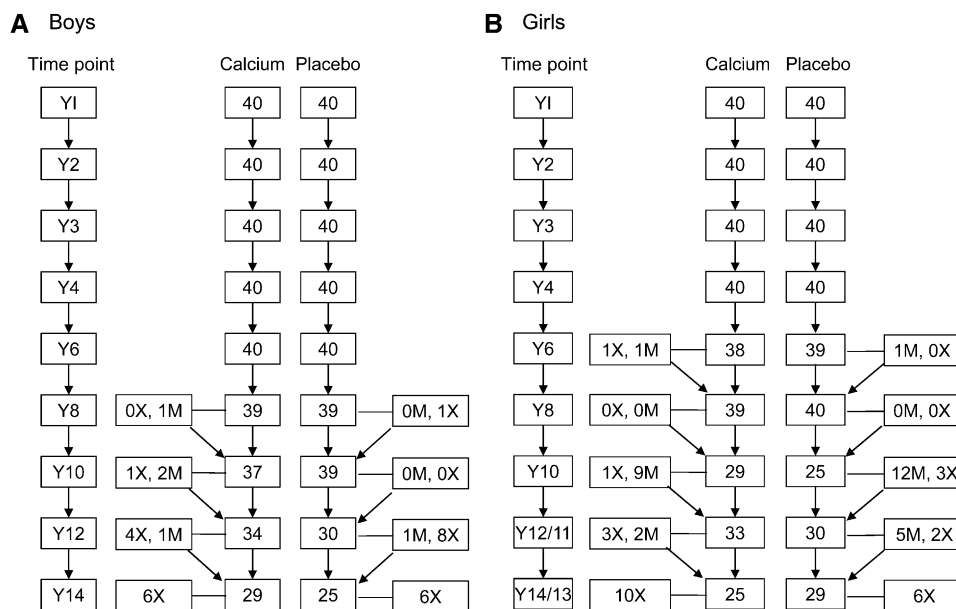 A Boys
Time point Calcium Placebo
YI 40 40
Y2 40 40
Y3 40 40
Y4 40 40
Y6 40 40
Y8 0X, 1M 39 39 0M, 1X
Y10 1X, 2M 37 39 0M, 0X
Y12 4X, 1M 34 30 1M, 8X
Y14 6X 29 25 6X
B Girls
Time point Calcium Placebo
YI 40 40
Y2 40 40
Y3 40 40
Y4 40 40
Y6 1X, 1M 38 39 1M, 0X
Y8 0X, 0M 39 40 0M, 0X
Y10 1X, 9M 29 25 12M, 3X
Y12/11 3X, 2M 33 30 5M, 2X
Y14/13 10X 25 29 6X